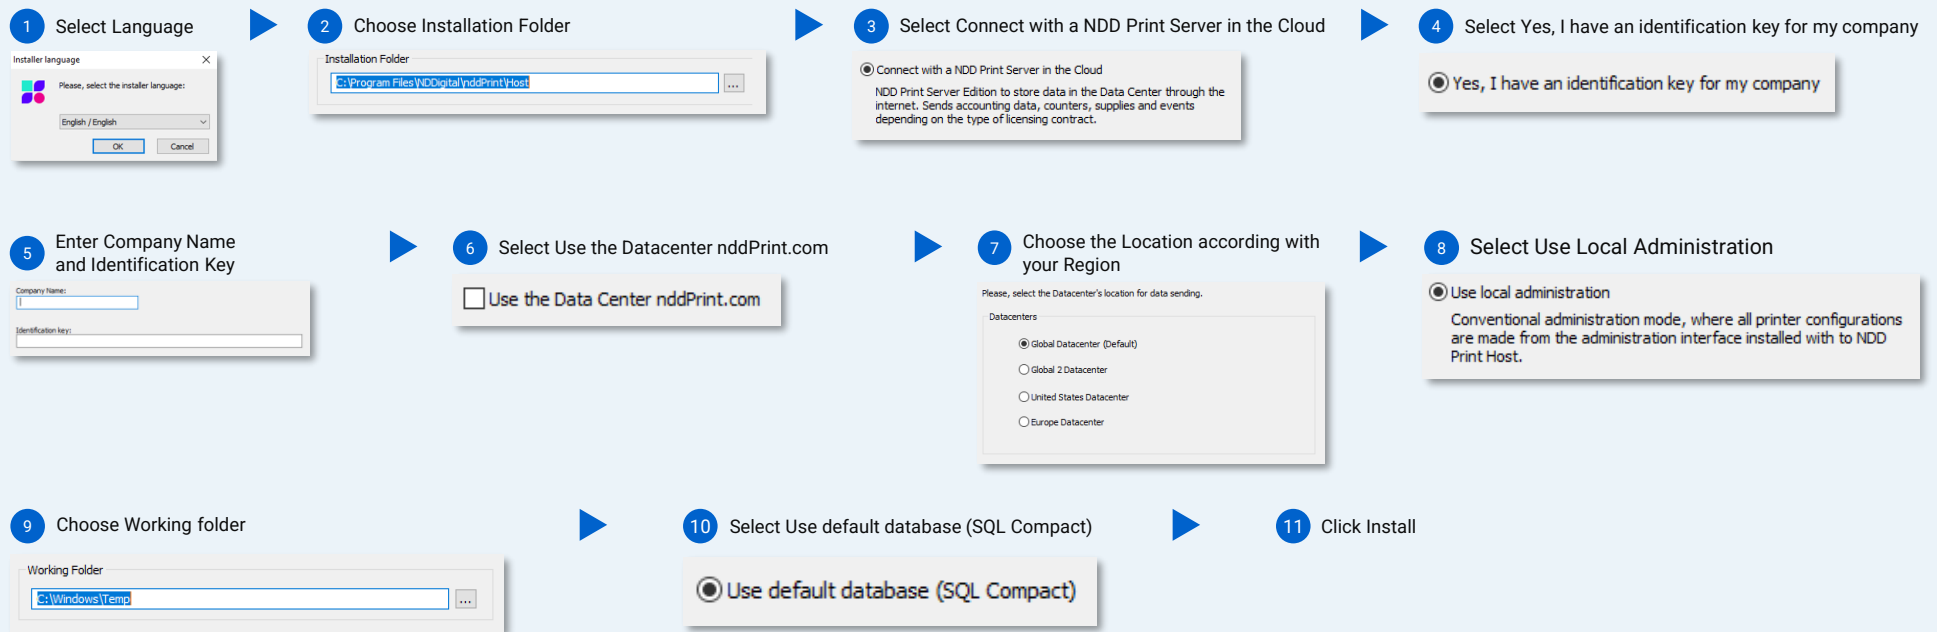 1 Select Language
Installer language
Please, select the installer language:
English / English
OK Cancel
2 Choose Installation Folder
Installation Folder
C:\Program Files\NDDigital\nddPrint\Host
...
3 Select Connect with a NDD Print Server in the Cloud
Connect with a NDD Print Server in the Cloud
NDD Print Server Edition to store data in the Data Center through the
internet. Sends accounting data, counters, supplies and events
depending on the type of licensing contract.
4 Select Yes, I have an identification key for my company
Yes, I have an identification key for my company
5 Enter Company Name
and Identification Key
Company Name:
Identification key:
6 Select Use the Datacenter nddPrint.com
Use the Data Center nddPrint.com
7 Choose the Location according with
your Region
Please, select the Datacenter's location for data sending.
Datacenters
Global Datacenter (Default)
Global 2 Datacenter
United States Datacenter
Europe Datacenter
8 Select Use Local Administration
Use local administration
Conventional administration mode, where all printer configurations
are made from the administration interface installed with to NDD
Print Host.
9 Choose Working folder
Working Folder
C:\Windows\Temp
...
10 Select Use default database (SQL Compact)
Use default database (SQL Compact)
11 Click Install